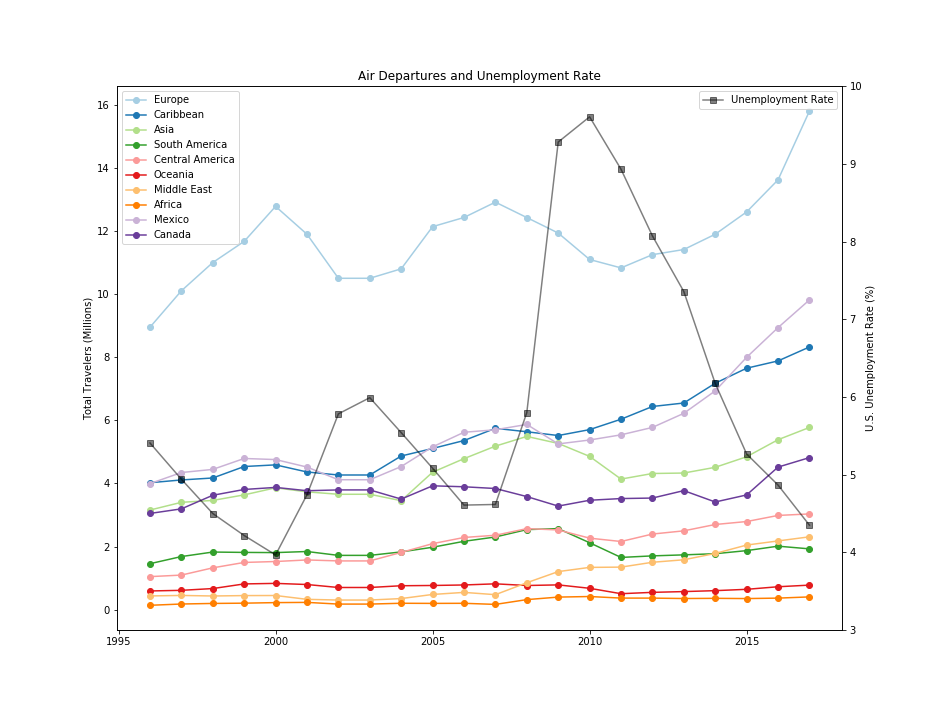 Air Departures and Unemployment Rate
Europe
Caribbean
Asia
South America
Central America
Oceania
Middle East
Africa
Mexico
Canada
Unemployment Rate
16
14
12
10
8
6
4
2
0
Total Travelers (Millions)
10
9
8
7
6
5
4
3
U.S. Unemployment Rate (%)
1995
2000
2005
2010
2015